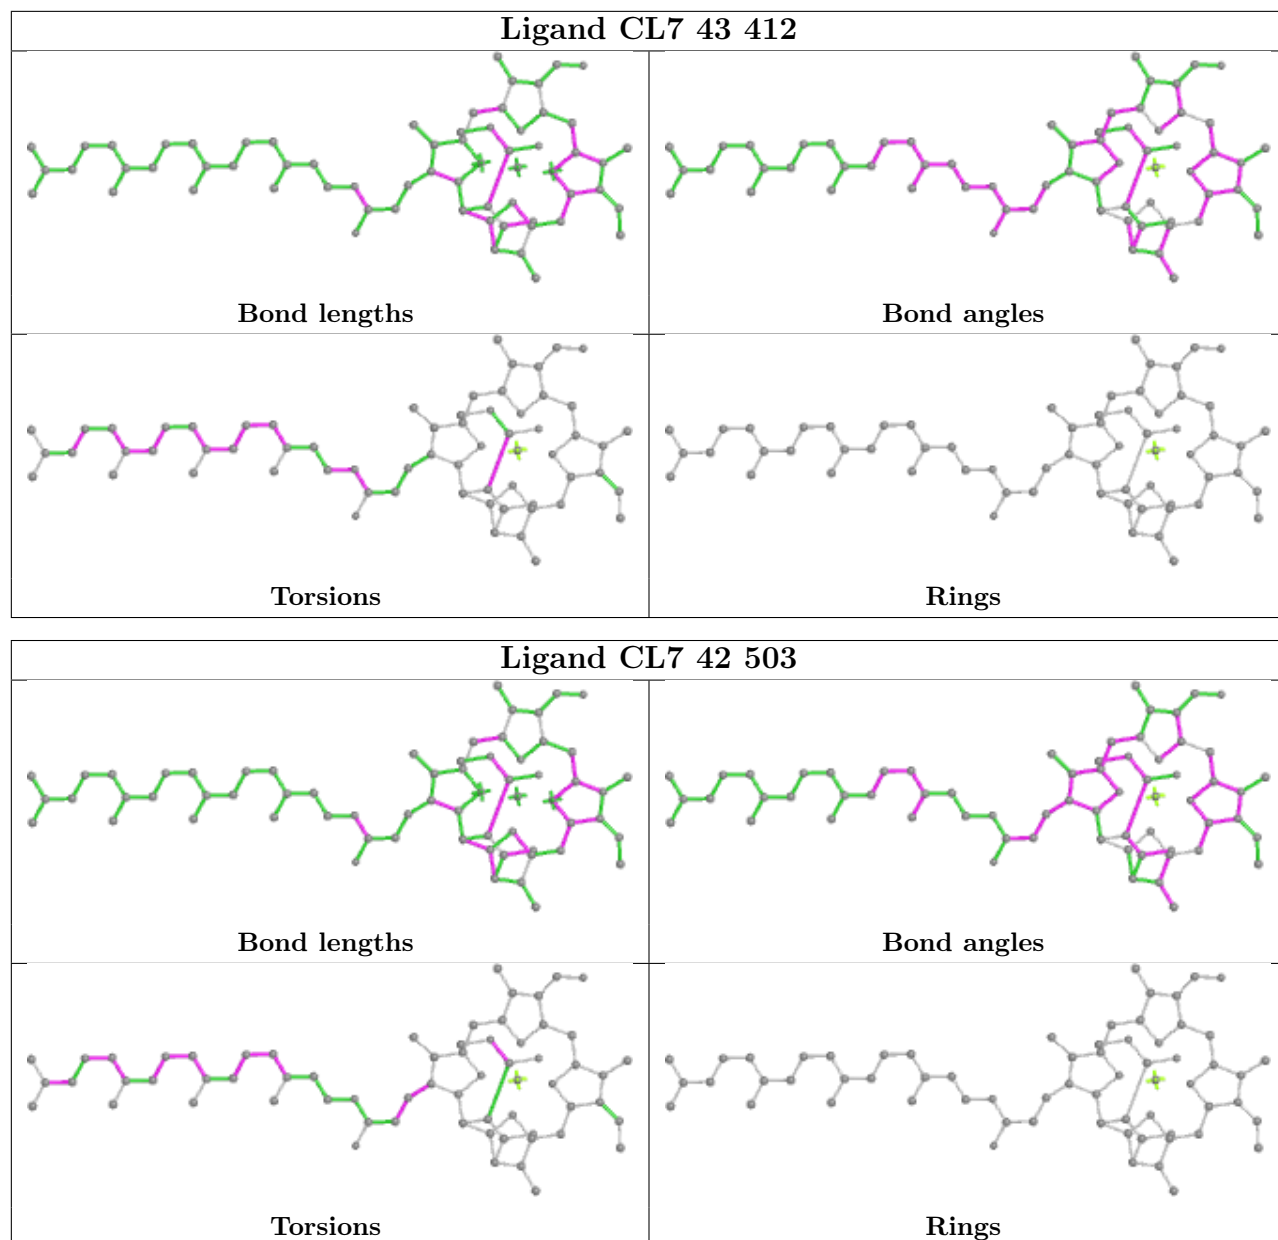 Ligand CL7 43 412
Bond lengths
Bond angles
Torsions
Rings
Ligand CL7 42 503
Bond lengths
Bond angles
Torsions
Rings